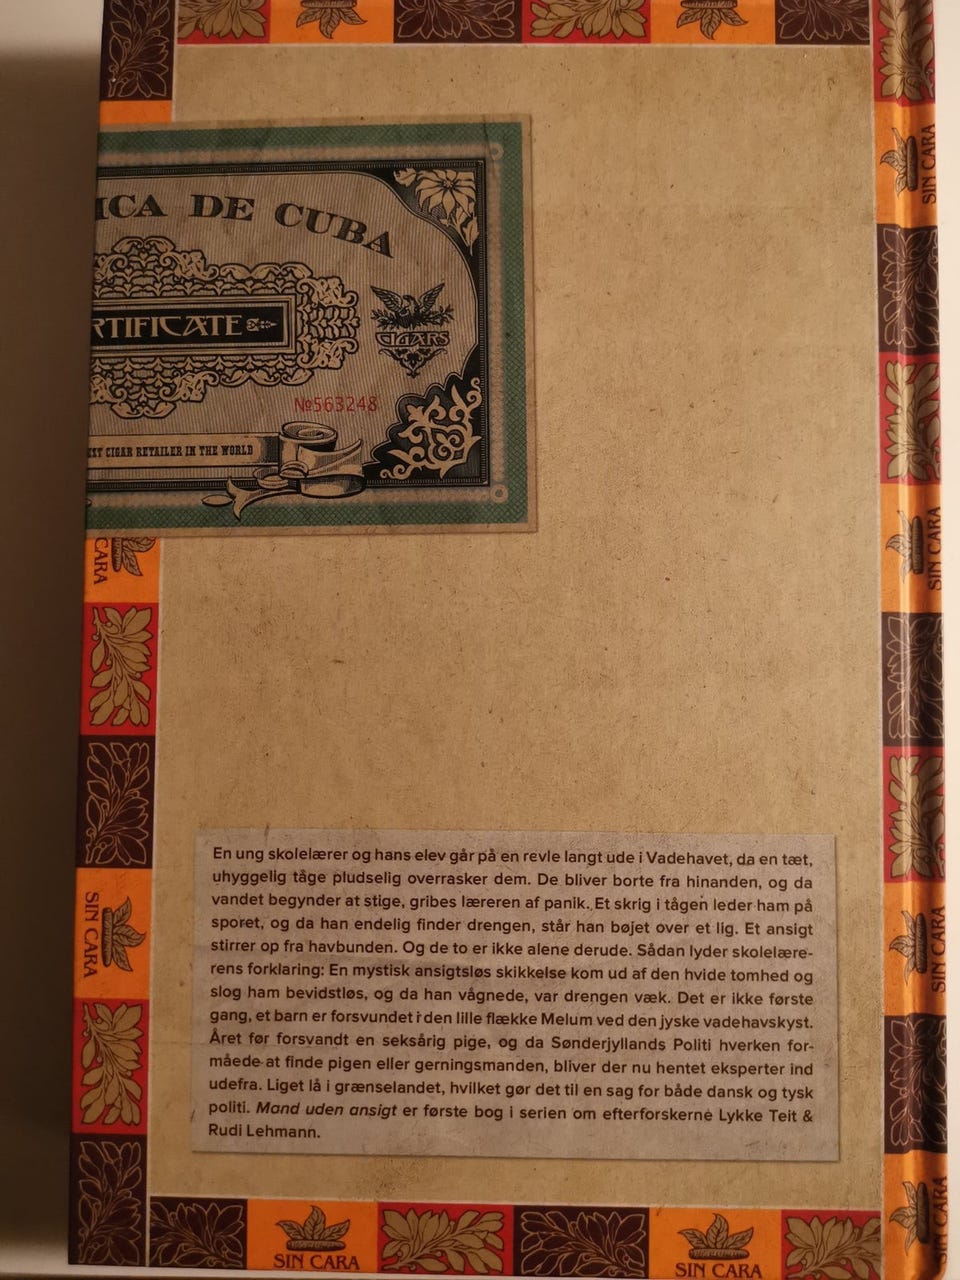 ICA DE CUBA
RTIFICATE
CIGARS
№563248
EST CIGAR RETAILER IN THE WORLD
SIN CARA
SIN CARA
CARA
SIN CARA
SIN CARA
En ung skolelærer og hans elev går på en revle langt ude i Vadehavet, da en tæt,
uhyggelig tåge pludselig overrasker dem. De bliver borte fra hinanden, og da
vandet begynder at stige, gribes læreren af panik. Et skrig i tågen leder ham på
sporet, og da han endelig finder drengen, står han bøjet over et lig. Et ansigt
stirrer op fra havbunden. Og de to er ikke alene derude. Sådan lyder skolelære-
rens forklaring: En mystisk ansigtsløs skikkelse kom ud af den hvide tomhed og
slog ham bevidstløs, og da han vågnede, var drengen væk. Det er ikke første
gang, et barn er forsvundet i den lille flække Melum ved den jyske vadehavskyst.
Året før forsvandt en seksårig pige, og da Sønderjyllands Politi hverken for-
måede at finde pigen eller gerningsmanden, bliver der nu hentet eksperter ind
udefra. Liget lå i grænselandet, hvilket gør det til en sag for både dansk og tysk
politi. Mand uden ansigt er første bog i serien om efterforskerne Lykke Teit &
Rudi Lehmann.
SIN CARA
SIN CARA
SIN CARA
SIN CARA